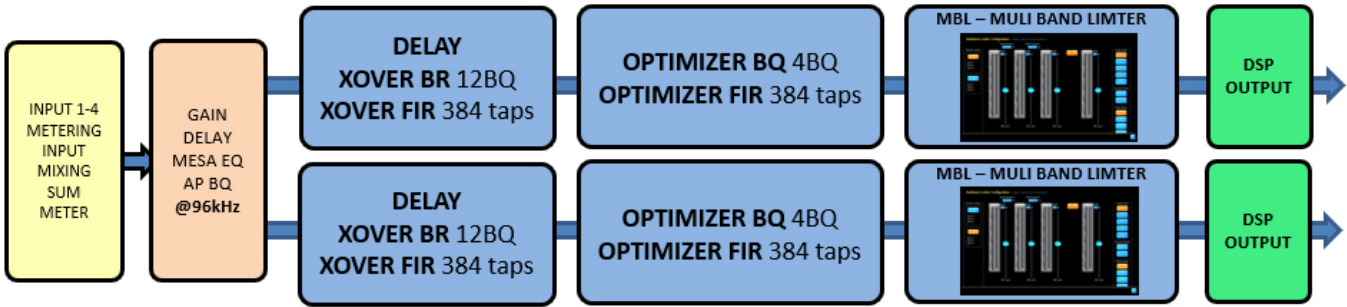 INPUT 1-4
METERING
INPUT
MIXING
SUM
METER
GAIN
DELAY
MESA EQ
AP BQ
@96kHz
DELAY
XOVER BR 12BQ
XOVER FIR 384 taps
OPTIMIZER BQ 4BQ
OPTIMIZER FIR 384 taps
MBL – MULI BAND LIMTER
DSP
OUTPUT
DELAY
XOVER BR 12BQ
XOVER FIR 384 taps
OPTIMIZER BQ 4BQ
OPTIMIZER FIR 384 taps
MBL – MULI BAND LIMTER
DSP
OUTPUT